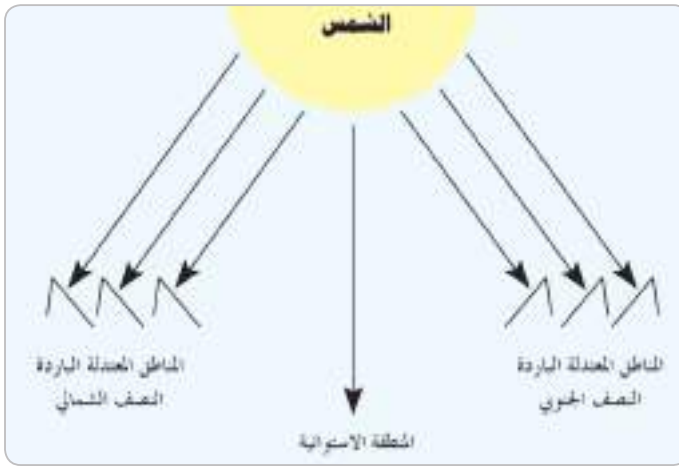 الشمس
المناطق المعتدلة الباردة
النصف الجنوبي
المناطق المعتدلة الباردة
النصف الشمالي
المنطقة الاستوائية